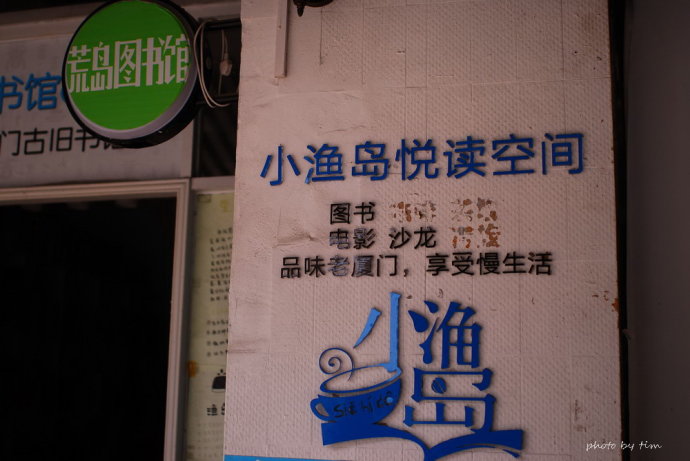 荒岛图书馆
书馆
门古旧书馆
小渔岛悦读空间
图书
电影 沙龙
品味老厦门，享受慢生活
小渔岛
photo by tim